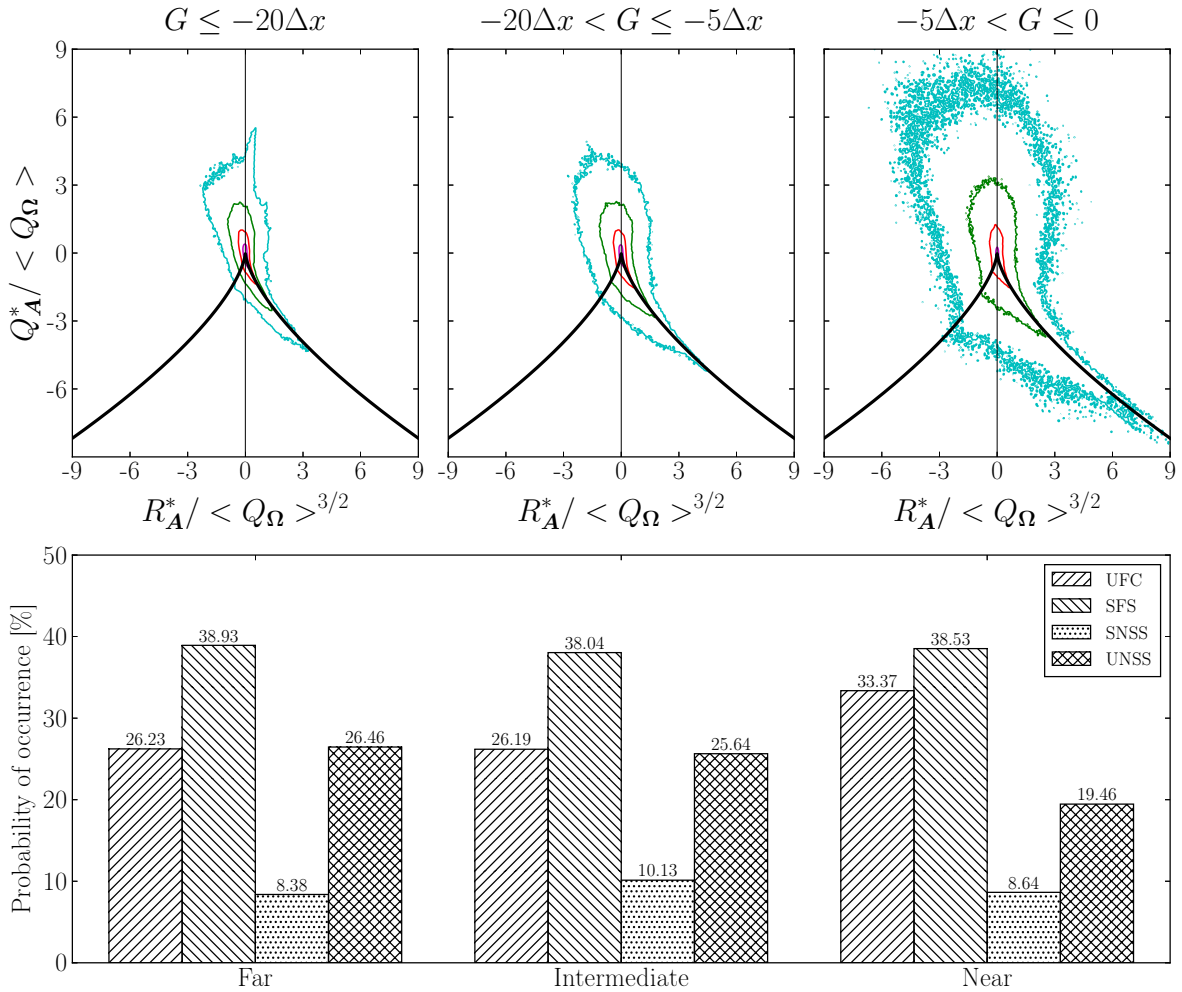 G ≤ −20Δx
−20Δx < G ≤ −5Δx
−5Δx < G ≤ 0
9
6
3
0
-3
-6
Q*_A / < Q_Ω >
-9 -6 -3 0 3 6 9
-9 -6 -3 0 3 6 9
-9 -6 -3 0 3 6 9
R*_A / < Q_Ω >^{3/2}
R*_A / < Q_Ω >^{3/2}
R*_A / < Q_Ω >^{3/2}
50
40
30
20
10
0
Probability of occurrence [%]
UFC
SFS
SNSS
UNSS
26.23
38.93
8.38
26.46
26.19
38.04
10.13
25.64
33.37
38.53
8.64
19.46
Far
Intermediate
Near